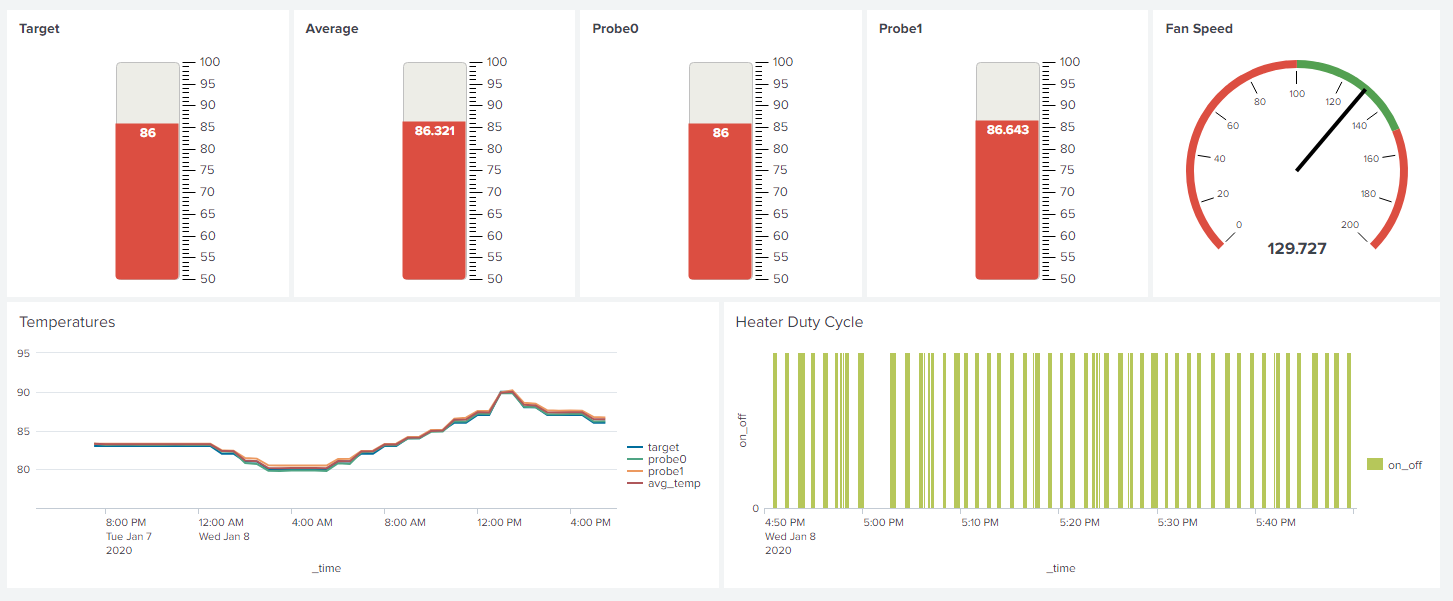 Target
100
95
90
86
85
80
75
70
65
60
55
50
Average
100
95
90
86.321
85
80
75
70
65
60
55
50
Probe0
100
95
90
86
85
80
75
70
65
60
55
50
Probe1
100
95
90
86.643
85
80
75
70
65
60
55
50
Fan Speed
0
20
40
60
80
100
120
140
160
180
200
129.727
Temperatures
95
90
85
80
8:00 PM
Tue Jan 7
2020
12:00 AM
Wed Jan 8
4:00 AM
8:00 AM
12:00 PM
4:00 PM
_time
target
probe0
probe1
avg_temp
Heater Duty Cycle
on_off
0
4:50 PM
Wed Jan 8
2020
5:00 PM
5:10 PM
5:20 PM
5:30 PM
5:40 PM
_time
on_off